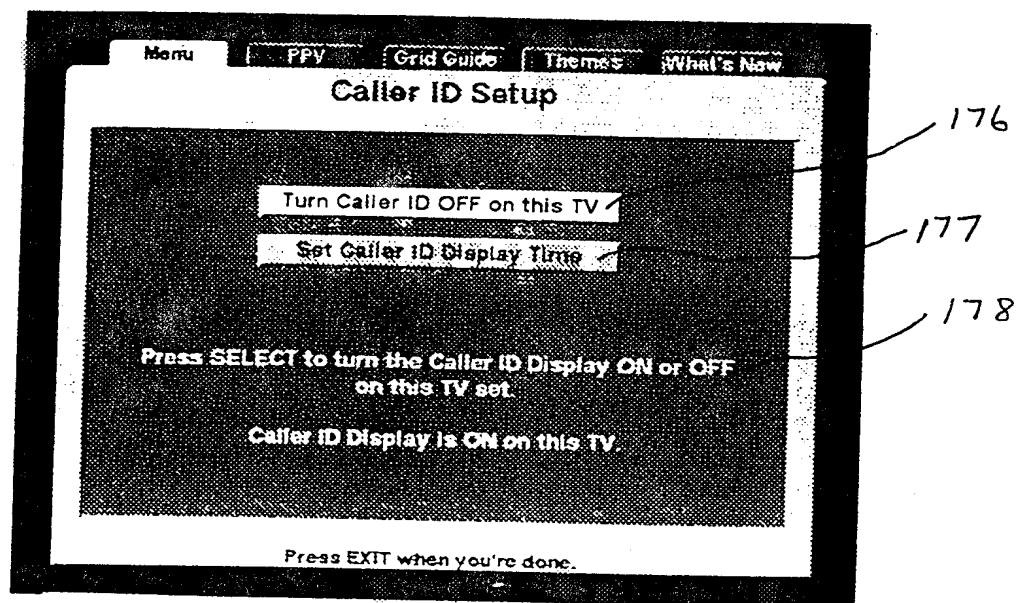 Menu PPV Grid Guide Themes What's New
Caller ID Setup
176
Turn Caller ID OFF on this TV
177
Set Caller ID Display Time
178
Press SELECT to turn the Caller ID Display ON or OFF
on this TV set.
Caller ID Display is ON on this TV.
Press EXIT when you're done.